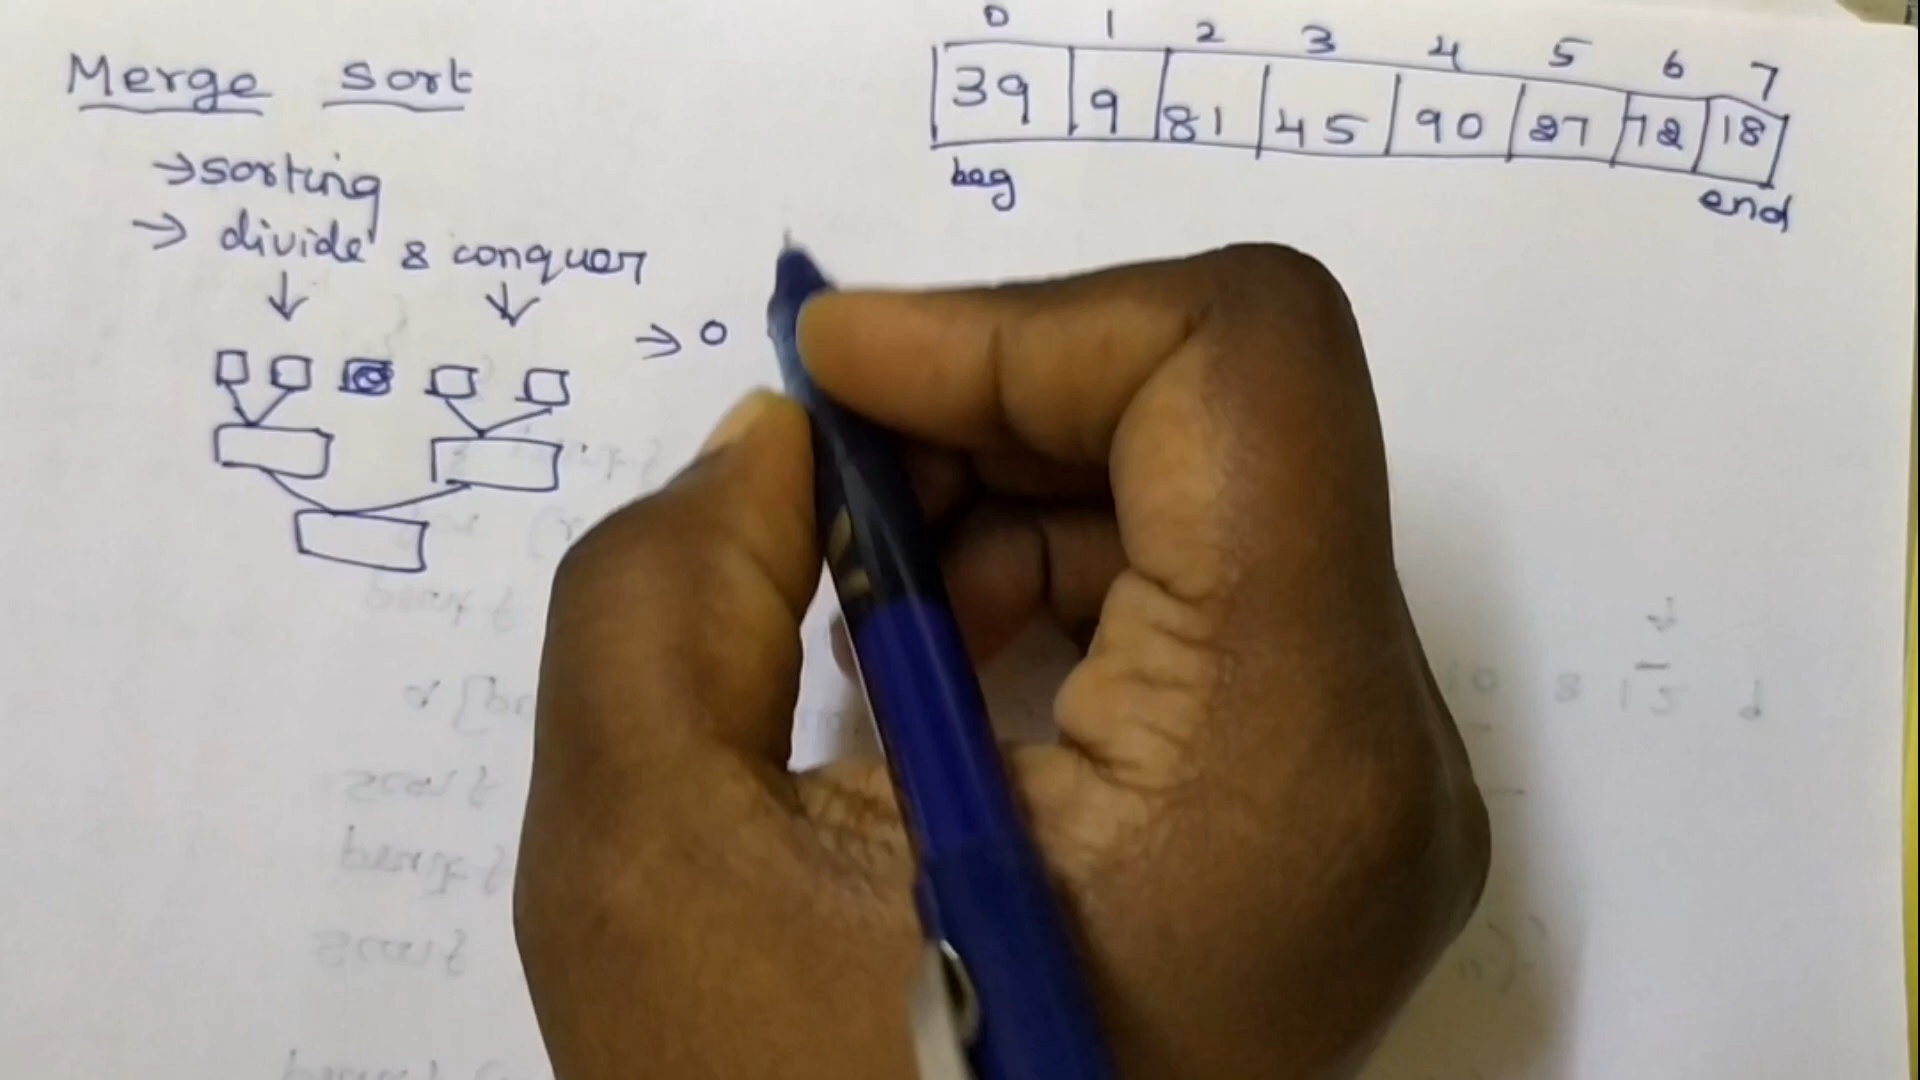 Merge sort
→ sorting
→ divide & conquer
→ 0
0 1 2 3 4 5 6 7
39 9 81 45 90 27 72 18
beg end